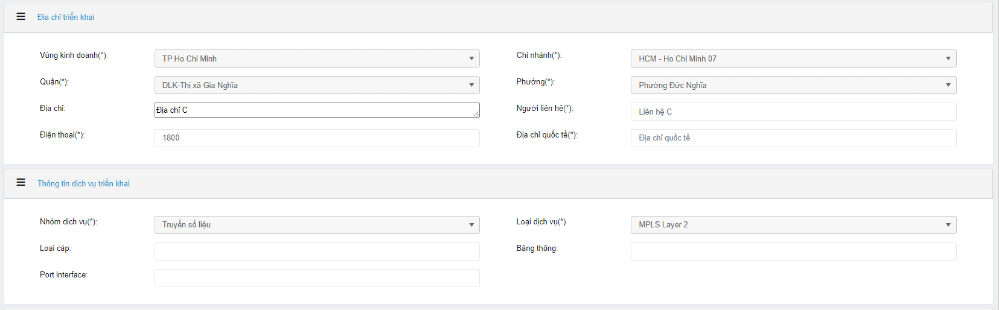 Địa chỉ triển khai
Vùng kinh doanh(*): TP Ho Chi Minh Chi nhánh(*): HCM - Ho Chi Minh 07
Quận(*): DLK-Thị xã Gia Nghĩa Phường(*): Phường Đức Nghĩa
Địa chỉ: Địa chỉ C Người liên hệ(*): Liên hệ C
Điện thoại(*): 1800 Địa chỉ quốc tế(*): Địa chỉ quốc tế
Thông tin dịch vụ triển khai
Nhóm dịch vụ(*): Truyền số liệu Loại dịch vụ(*) MPLS Layer 2
Loại cáp: Băng thông:
Port interface: